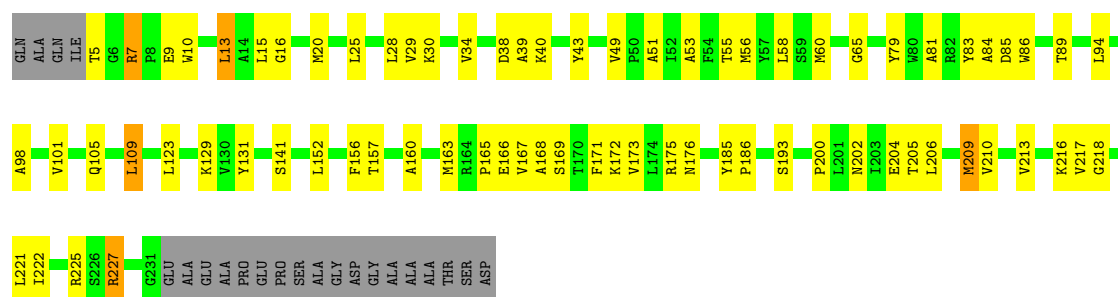 GLN ALA GLN ILE T5 G6 R7 P8 E9 W10 L13 A14 L15 G16 M20 L25 L28 V29 K30 V34 D38 A39 K40 Y43 V49 P50 A51 I52 A53 F54 T55 M56 Y57 L58 S59 M60 G65 Y79 W80 A81 R82 Y83 A84 D85 W86 T89 L94
A98 V101 Q105 L109 L123 K129 V130 Y131 S141 L152 F156 T157 A160 M163 R164 P165 E166 V167 A168 S169 T170 F171 K172 V173 L174 R175 N176 Y185 P186 S193 P200 L201 N202 I203 E204 T205 L206 M209 V210 V213 K216 V217 G218
L221 I222 R225 S226 R227 G231 GLU ALA GLU ALA PRO GLU PRO PRO SER ALA GLY ASP GLY ALA ALA ALA THR SER ASP